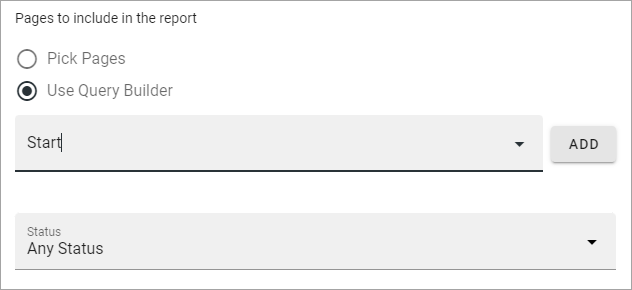 Pages to include in the report
Pick Pages
Use Query Builder
Start
ADD
Status
Any Status